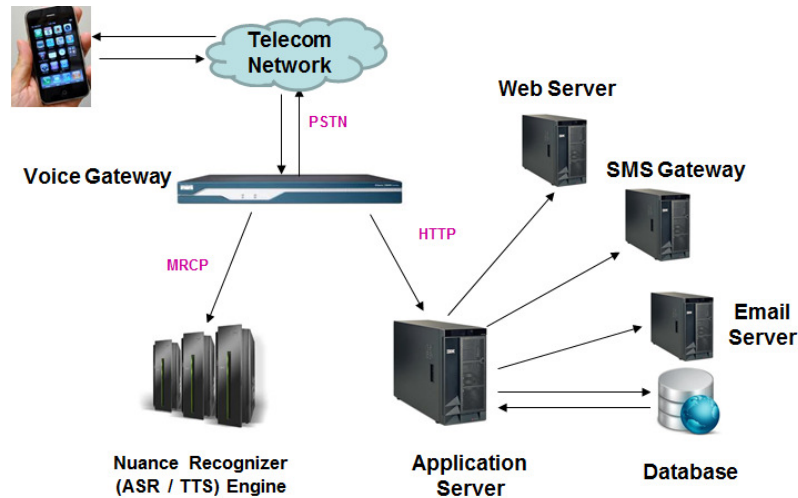 Telecom
Network
PSTN
Web Server
Voice Gateway
SMS Gateway
HTTP
MRCP
Email
Server
Nuance Recognizer
(ASR / TTS) Engine
Application
Server
Database